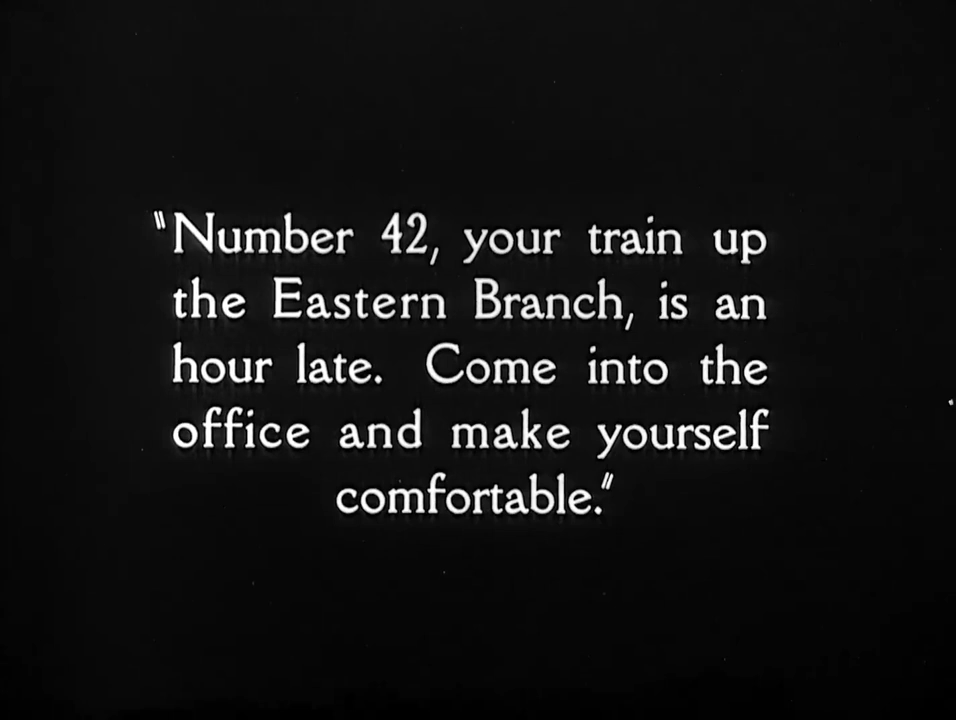 "Number 42, your train up
the Eastern Branch, is an
hour late. Come into the
office and make yourself
comfortable."